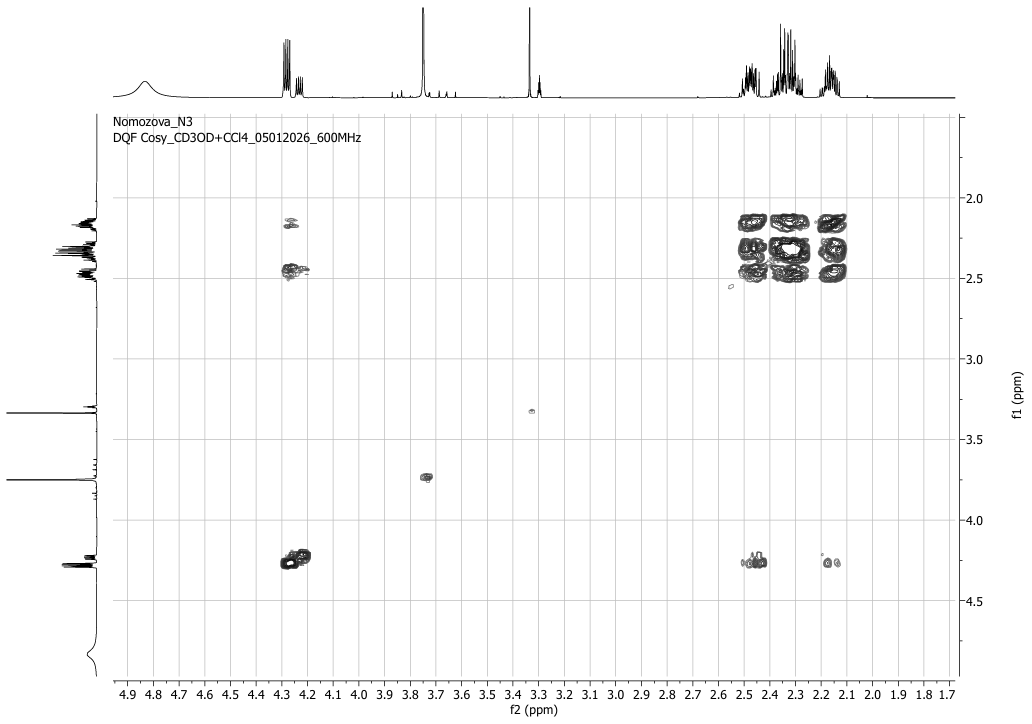 Nomozova_N3
DQF Cosy_CD3OD+CCl4_05012026_600MHz
2.0
2.5
3.0
3.5
4.0
4.5
f1 (ppm)
4.9 4.8 4.7 4.6 4.5 4.4 4.3 4.2 4.1 4.0 3.9 3.8 3.7 3.6 3.5 3.4 3.3 3.2 3.1 3.0 2.9 2.8 2.7 2.6 2.5 2.4 2.3 2.2 2.1 2.0 1.9 1.8 1.7
f2 (ppm)